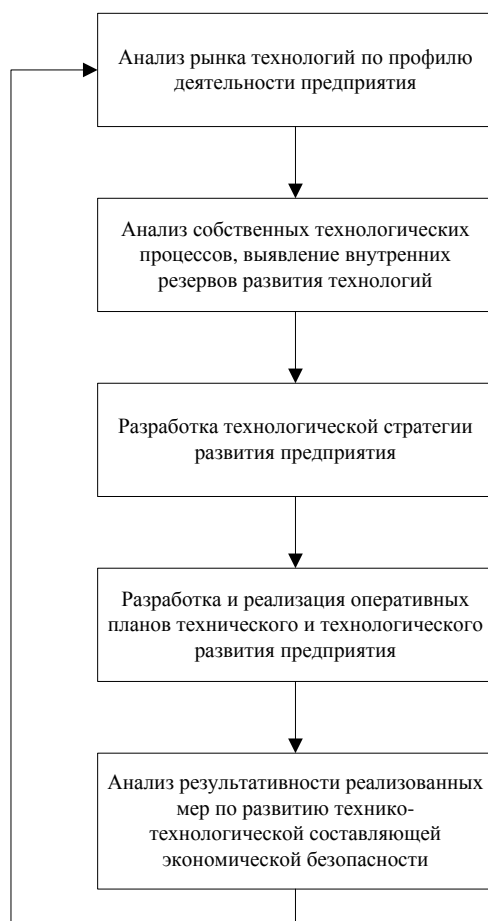 Анализ рынка технологий по профилю
деятельности предприятия
Анализ собственных технологических
процессов, выявление внутренних
резервов развития технологий
Разработка технологической стратегии
развития предприятия
Разработка и реализация оперативных
планов технического и технологического
развития предприятия
Анализ результативности реализованных
мер по развитию технико-
технологической составляющей
экономической безопасности